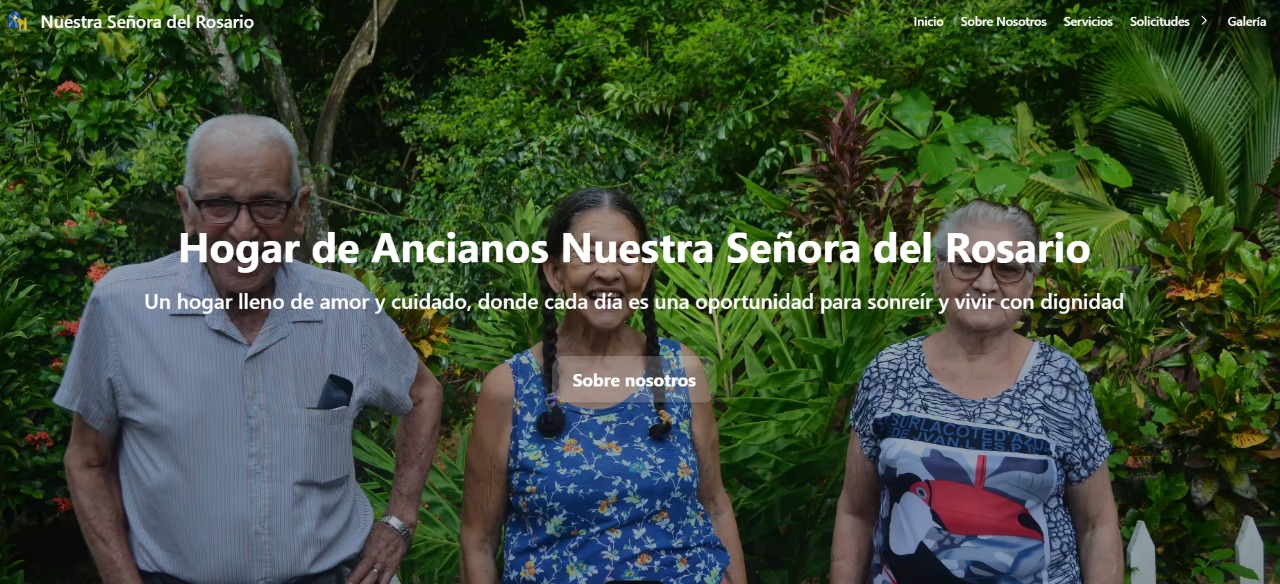 Nuestra Señora del Rosario
Inicio Sobre Nosotros Servicios Solicitudes Galería
Hogar de Ancianos Nuestra Señora del Rosario
Un hogar lleno de amor y cuidado, donde cada día es una oportunidad para sonreír y vivir con dignidad
Sobre nosotros